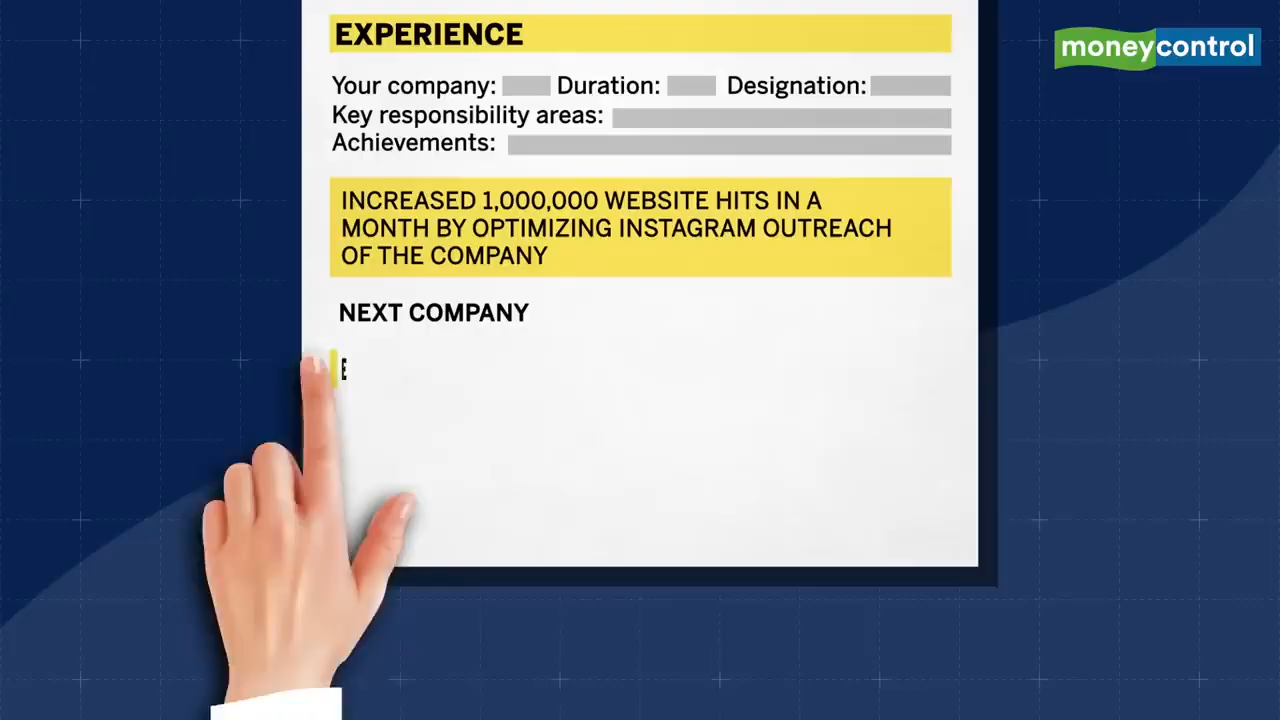 EXPERIENCE
moneycontrol
Your company: Duration: Designation:
Key responsibility areas:
Achievements:
INCREASED 1,000,000 WEBSITE HITS IN A
MONTH BY OPTIMIZING INSTAGRAM OUTREACH
OF THE COMPANY
NEXT COMPANY
E